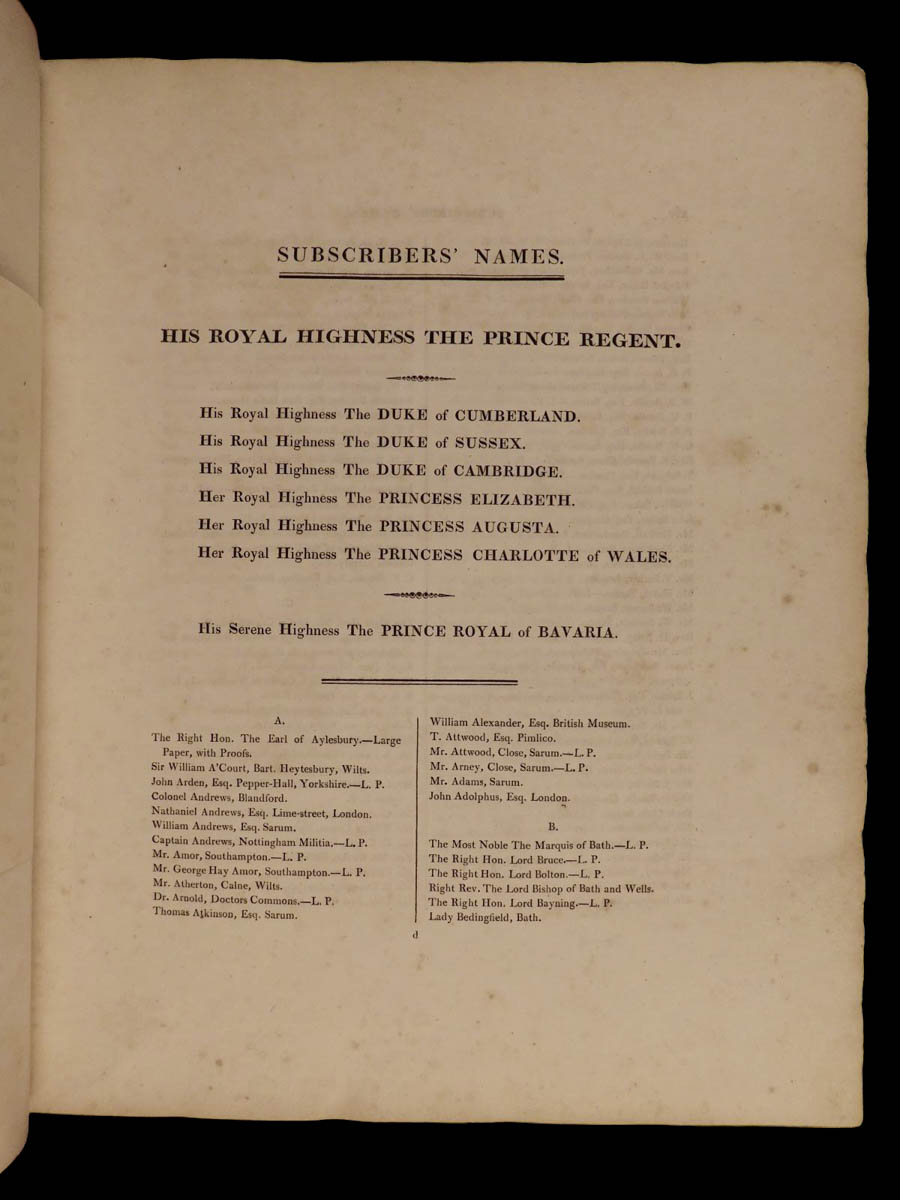 SUBSCRIBERS' NAMES.
HIS ROYAL HIGHNESS THE PRINCE REGENT.
His Royal Highness The DUKE of CUMBERLAND.
His Royal Highness The DUKE of SUSSEX.
His Royal Highness The DUKE of CAMBRIDGE.
Her Royal Highness The PRINCESS ELIZABETH.
Her Royal Highness The PRINCESS AUGUSTA.
Her Royal Highness The PRINCESS CHARLOTTE of WALES.
His Serene Highness The PRINCE ROYAL of BAVARIA.
A.
The Right Hon. The Earl of Aylesbury.—Large
Paper, with Proofs.
Sir William A'Court, Bart. Heytesbury, Wilts.
John Arden, Esq. Pepper-Hall, Yorkshire.—L. P.
Colonel Andrews, Blandford.
Nathaniel Andrews, Esq. Lime-street, London.
William Andrews, Esq. Sarum.
Captain Andrews, Nottingham Militia.—L. P.
Mr. Amor, Southampton.—L. P.
Mr. George Hay Amor, Southampton.—L. P.
Mr. Atherton, Calne, Wilts.
Dr. Arnold, Doctors Commons.—L. P.
Thomas Atkinson, Esq. Sarum.
William Alexander, Esq. British Museum.
T. Attwood, Esq. Pimlico.
Mr. Attwood, Close, Sarum.—L. P.
Mr. Arney, Close, Sarum.—L. P.
Mr. Adams, Sarum.
John Adolphus, Esq. London.
B.
The Most Noble The Marquis of Bath.—L. P.
The Right Hon. Lord Bruce.—L. P.
The Right Hon. Lord Bolton.—L. P.
Right Rev. The Lord Bishop of Bath and Wells.
The Right Hon. Lord Bayning.—L. P.
Lady Bedingfield, Bath.
d